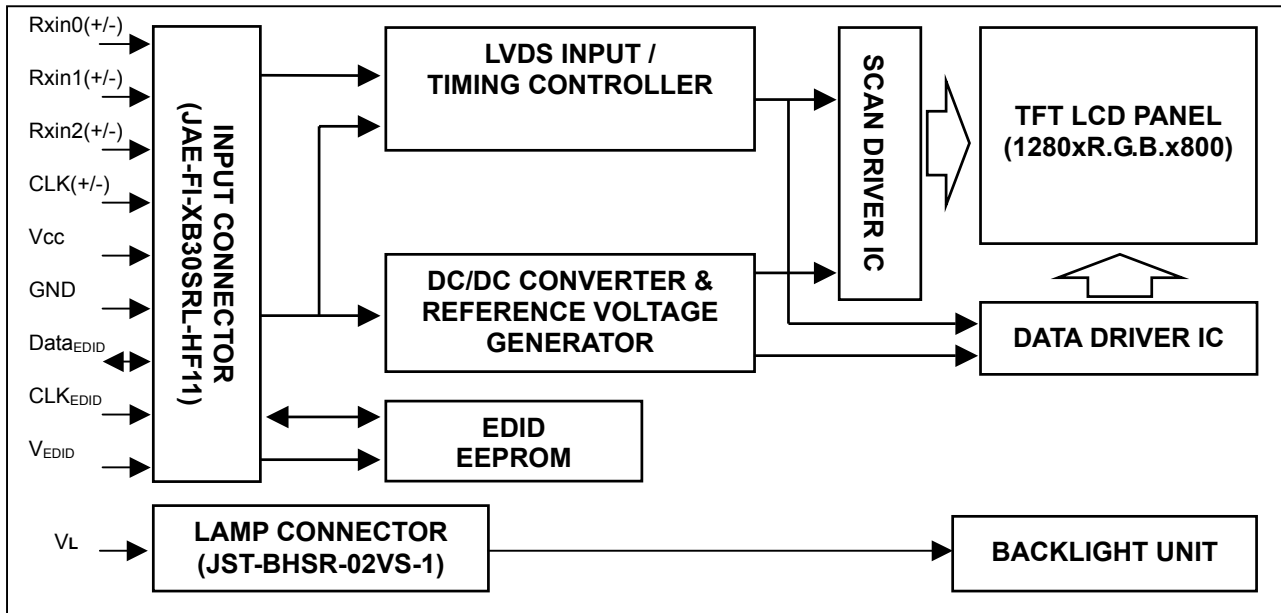 Rxin0(+/-)
Rxin1(+/-)
Rxin2(+/-)
CLK(+/-)
Vcc
GND
DataEDID
CLKEDID
VEDID
VL
INPUT CONNECTOR
(JAE-FI-XB30SRL-HF11)
LVDS INPUT /
TIMING CONTROLLER
DC/DC CONVERTER &
REFERENCE VOLTAGE
GENERATOR
EDID
EEPROM
SCAN DRIVER IC
TFT LCD PANEL
(1280xR.G.B.x800)
DATA DRIVER IC
LAMP CONNECTOR
(JST-BHSR-02VS-1)
BACKLIGHT UNIT